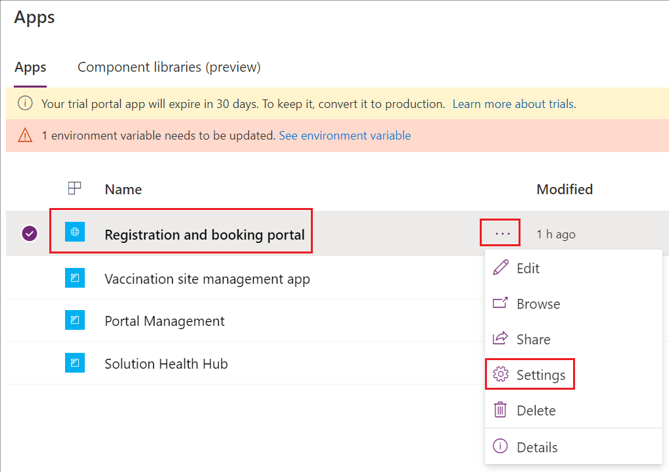 Apps
Apps Component libraries (preview)
Your trial portal app will expire in 30 days. To keep it, convert it to production. Learn more about trials.
1 environment variable needs to be updated. See environment variable
Name Modified
Registration and booking portal ... 1 h ago
Vaccination site management app
Portal Management
Solution Health Hub
Edit
Browse
Share
Settings
Delete
Details